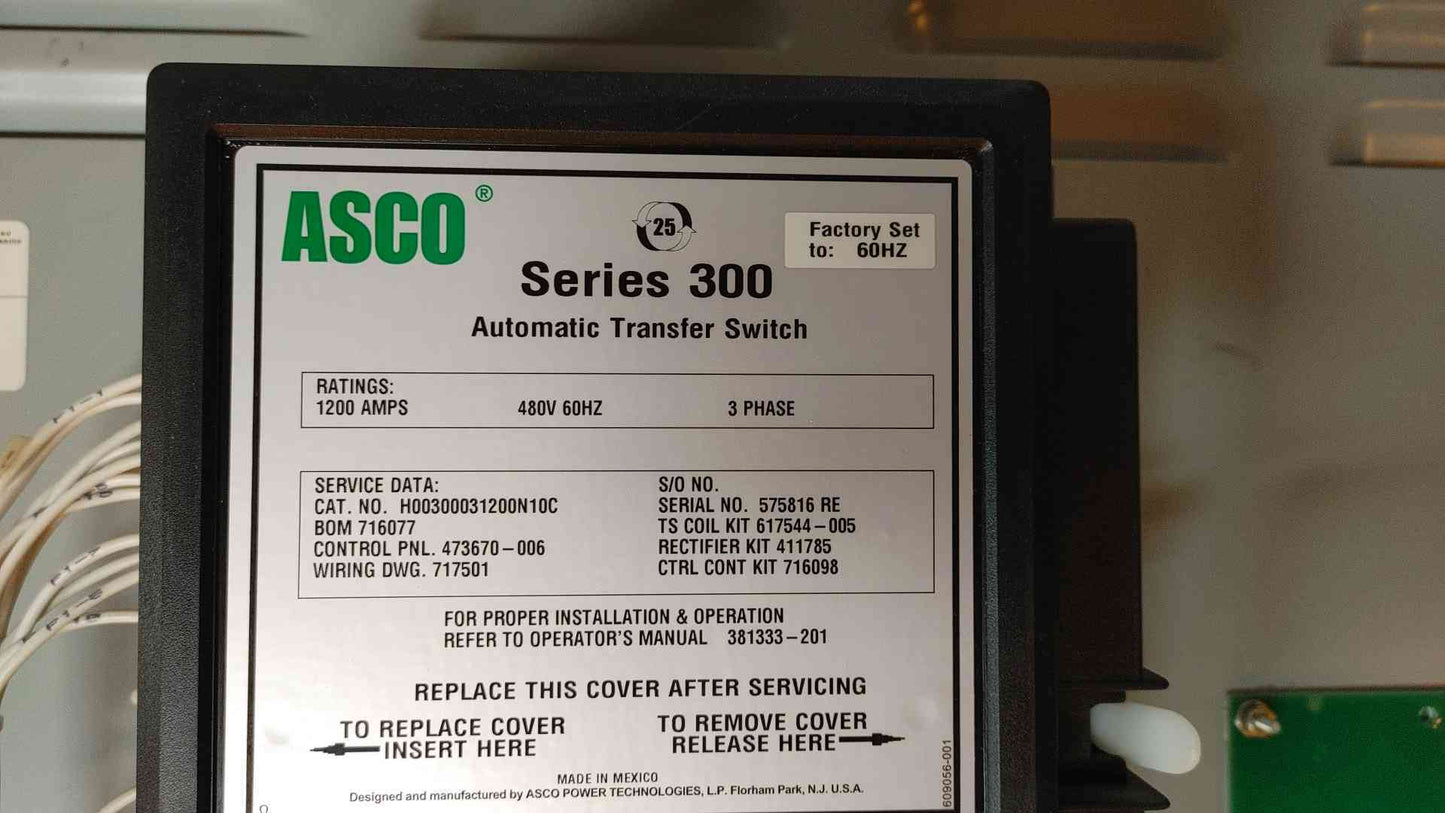 ASCO®
25
Factory Set
to: 60HZ
Series 300
Automatic Transfer Switch
RATINGS:
1200 AMPS 480V 60HZ 3 PHASE
SERVICE DATA:
CAT. NO. H00300031200N10C
BOM 716077
CONTROL PNL. 473670-006
WIRING DWG. 717501
S/O NO.
SERIAL NO. 575816 RE
TS COIL KIT 617544-005
RECTIFIER KIT 411785
CTRL CONT KIT 716098
FOR PROPER INSTALLATION & OPERATION
REFER TO OPERATOR'S MANUAL 381333-201
REPLACE THIS COVER AFTER SERVICING
TO REPLACE COVER
INSERT HERE
TO REMOVE COVER
RELEASE HERE
MADE IN MEXICO
Designed and manufactured by ASCO POWER TECHNOLOGIES, L.P. Florham Park, N.J. U.S.A.
609056-001